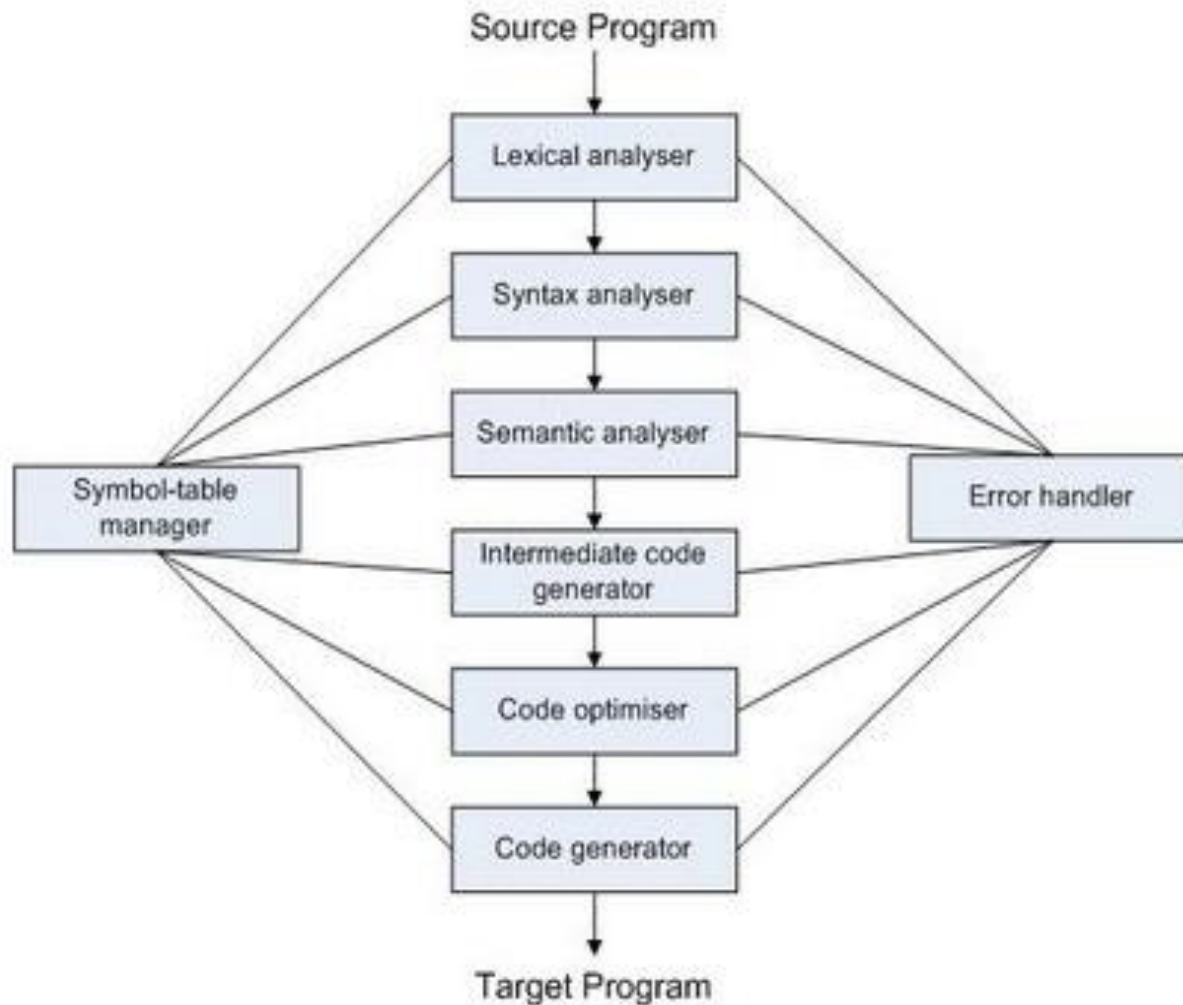 Source Program
Lexical analyser
Syntax analyser
Semantic analyser
Symbol-table
manager
Error handler
Intermediate code
generator
Code optimiser
Code generator
Target Program